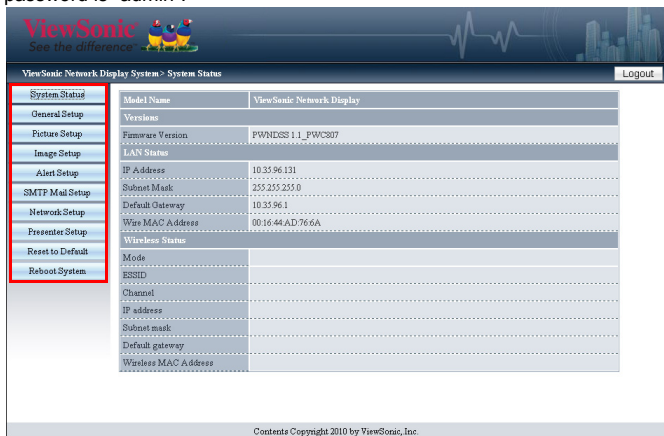 password is "admin".
ViewSonic®
See the difference™
ViewSonic Network Display System> System Status
Logout
System Status
General Setup
Picture Setup
Image Setup
Alert Setup
SMTP Mail Setup
Network Setup
Presenter Setup
Reset to Default
Reboot System
Model Name ViewSonic Network Display
Versions
Firmware Version PWNDSS 1.1_PWC807
LAN Status
IP Address 10.35.96.131
Subnet Mask 255.255.255.0
Default Gateway 10.35.96.1
Wire MAC Address 00:16:44:AD:76:6A
Wireless Status
Mode
ESSID
Channel
IP address
Subnet mask
Default gateway
Wireless MAC Address
Contents Copyright 2010 by ViewSonic, Inc.